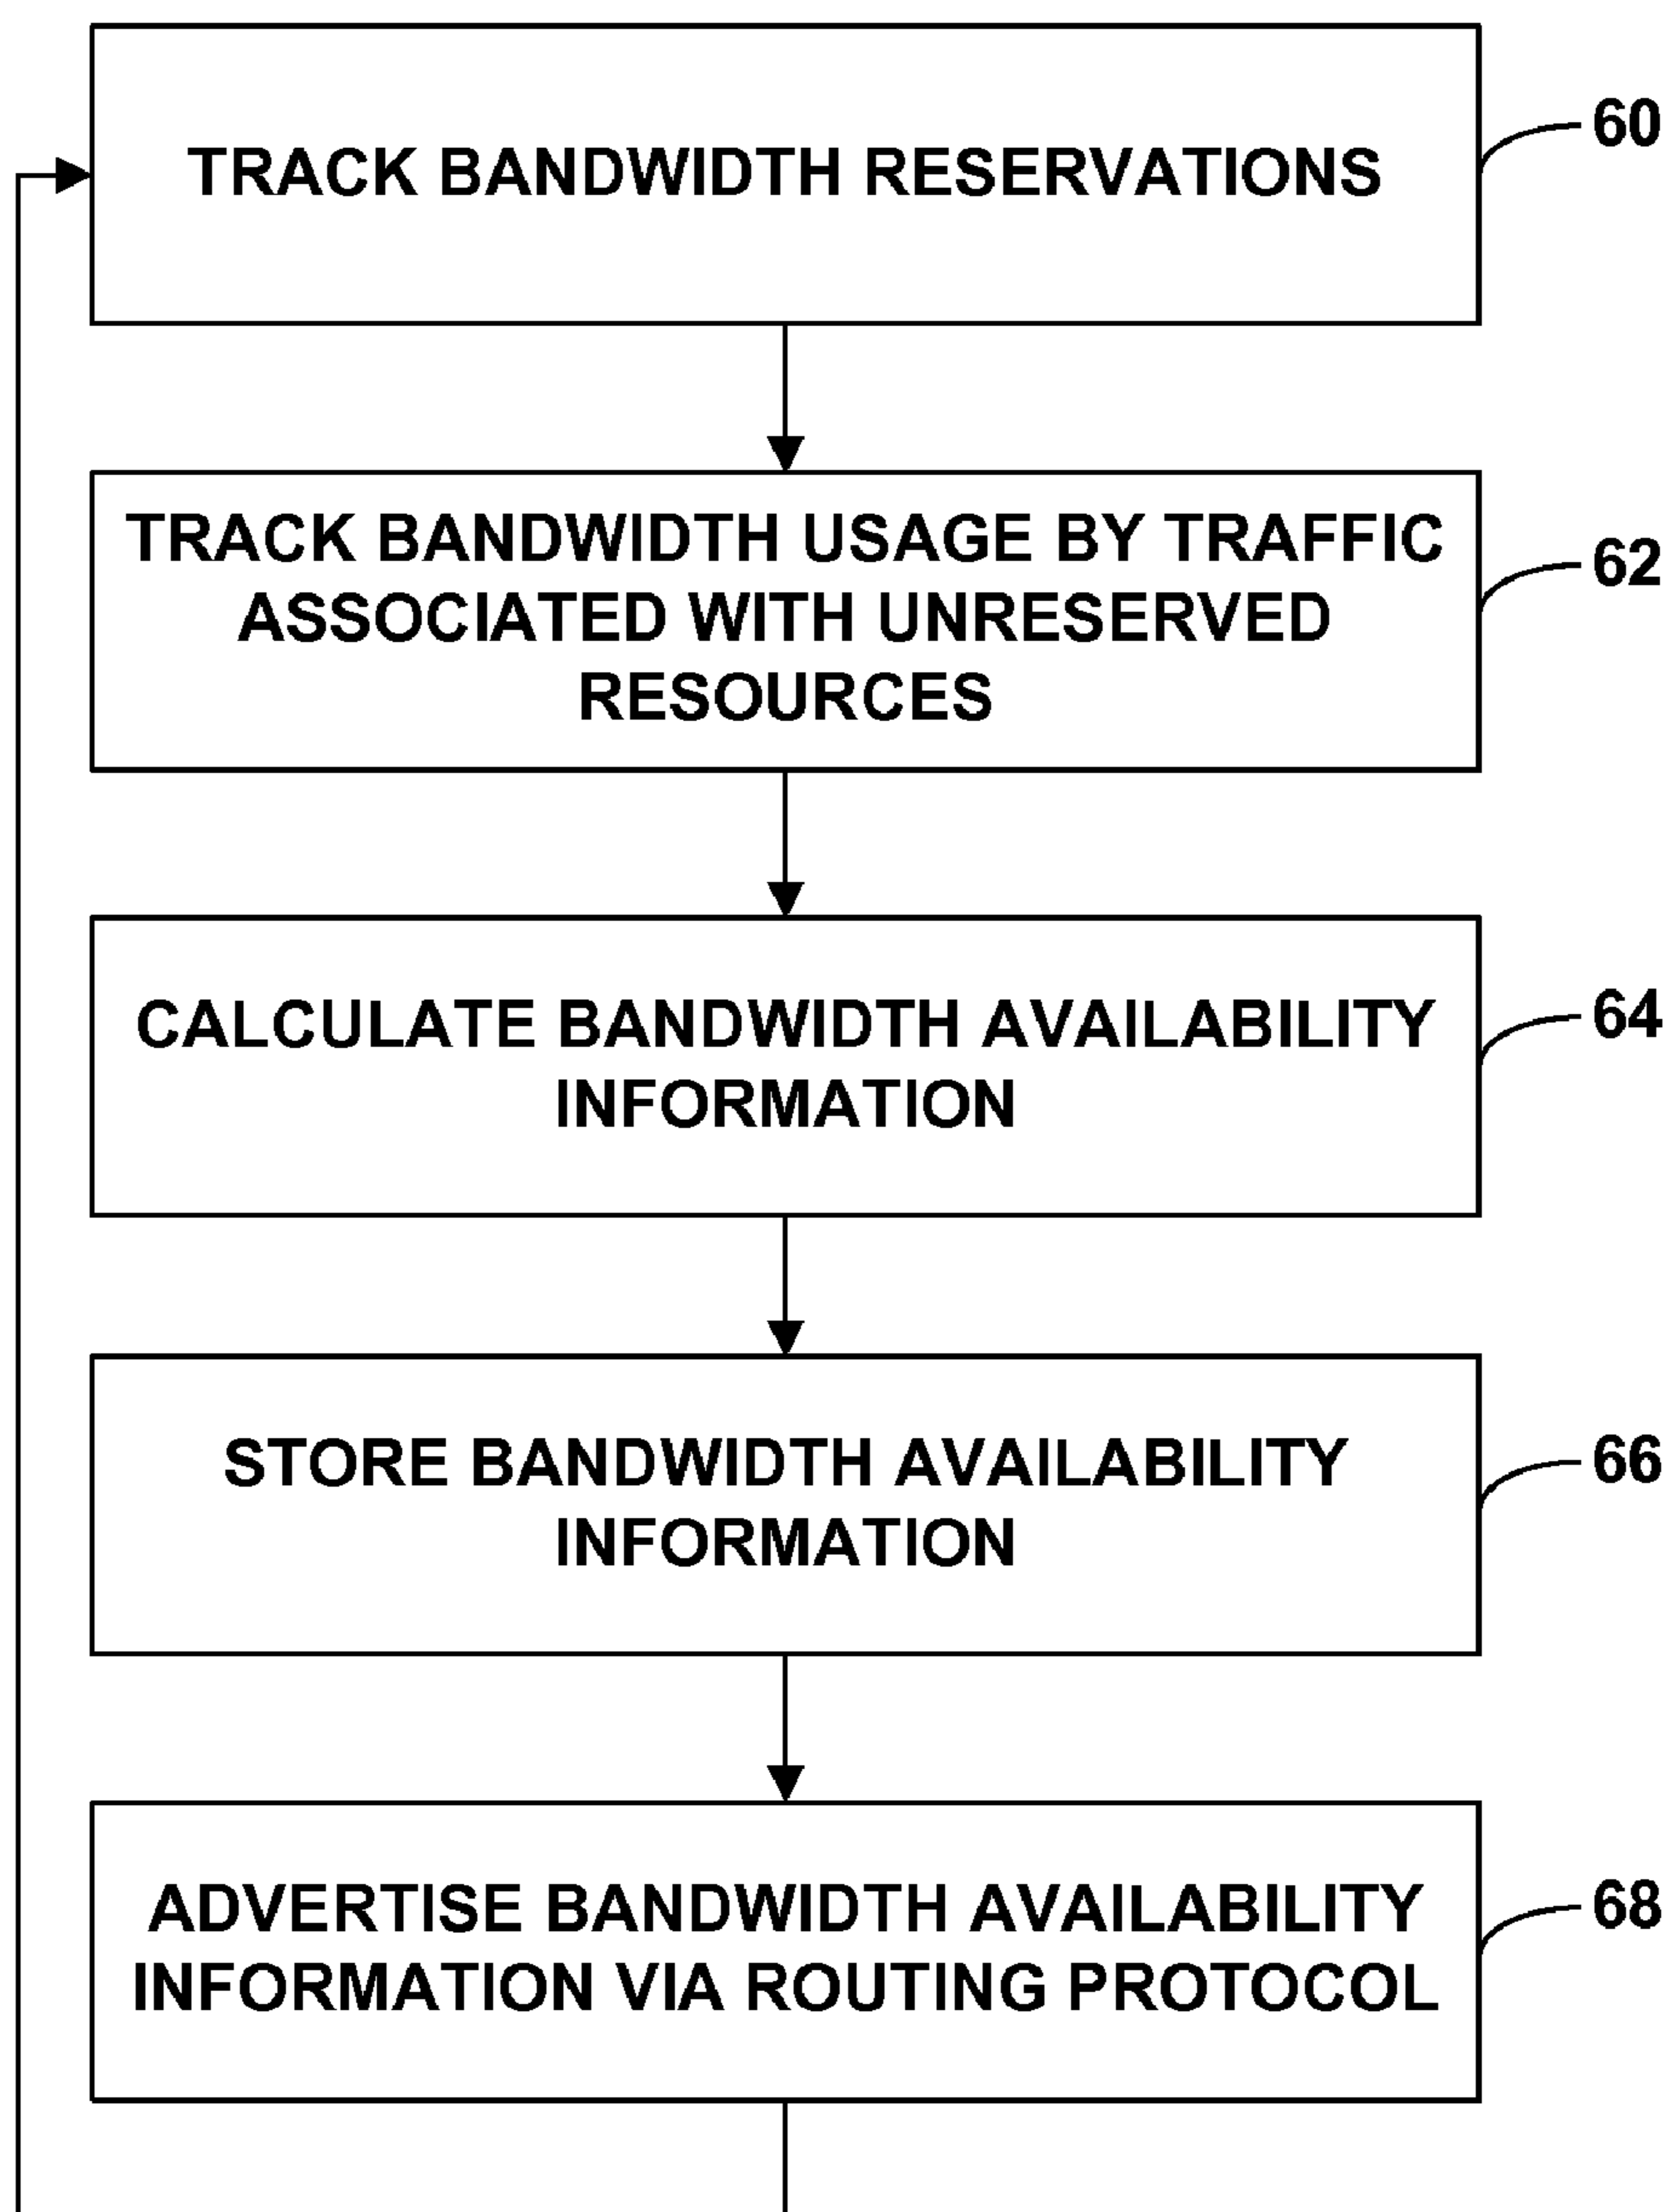 TRACK BANDWIDTH RESERVATIONS
60
TRACK BANDWIDTH USAGE BY TRAFFIC
ASSOCIATED WITH UNRESERVED
RESOURCES
62
CALCULATE BANDWIDTH AVAILABILITY
INFORMATION
64
STORE BANDWIDTH AVAILABILITY
INFORMATION
66
ADVERTISE BANDWIDTH AVAILABILITY
INFORMATION VIA ROUTING PROTOCOL
68